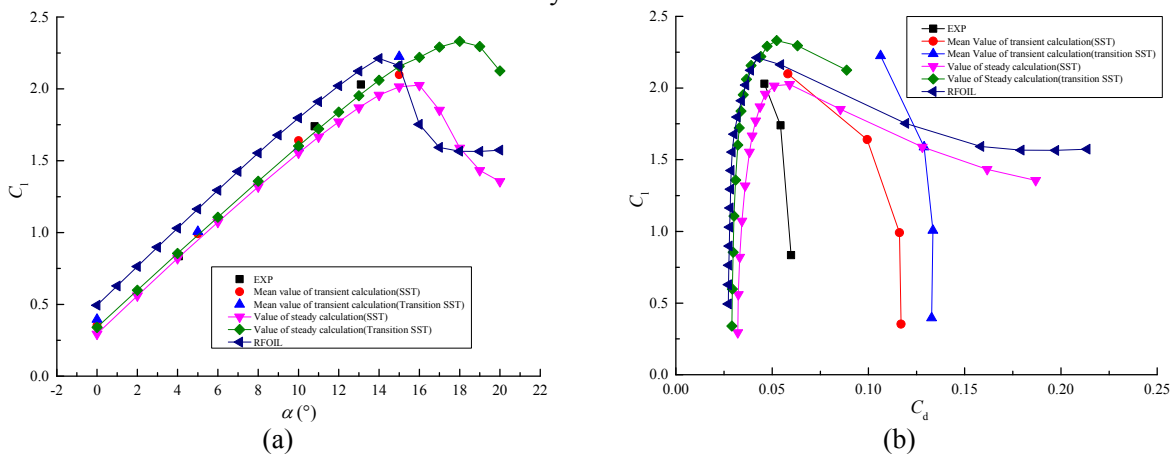 2.5
2.0
1.5
1.0
0.5
0.0
C_l
EXP
Mean value of transient calculation(SST)
Mean value of transient calculation(Transition SST)
Value of steady calculation(SST)
Value of steady calculation(Transition SST)
RFOIL
-2 0 2 4 6 8 10 12 14 16 18 20 22
α (°)
(a)
2.5
2.0
1.5
1.0
0.5
0.0
C_l
EXP
Mean Value of transient calculation(SST)
Mean Value of transient calculation(transition SST)
Value of steady calculation(SST)
Value of Steady calculation(transition SST)
RFOIL
0.00 0.05 0.10 0.15 0.20 0.25
C_d
(b)